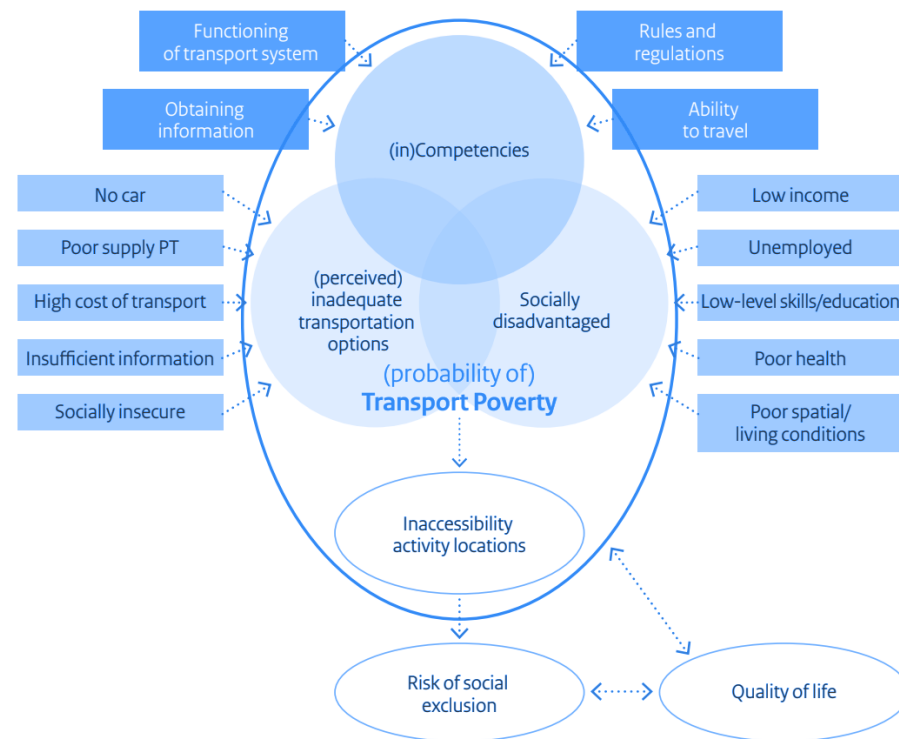 Functioning
of transport system
Rules and
regulations
Obtaining
information
Ability
to travel
(in)Competencies
No car
Low income
Poor supply PT
Unemployed
(perceived)
inadequate
transportation
options
Socially
disadvantaged
High cost of transport
Low-level skills/education
Insufficient information
Poor health
(probability of)
Transport Poverty
Socially insecure
Poor spatial/
living conditions
Inaccessibility
activity locations
Risk of social
exclusion
Quality of life